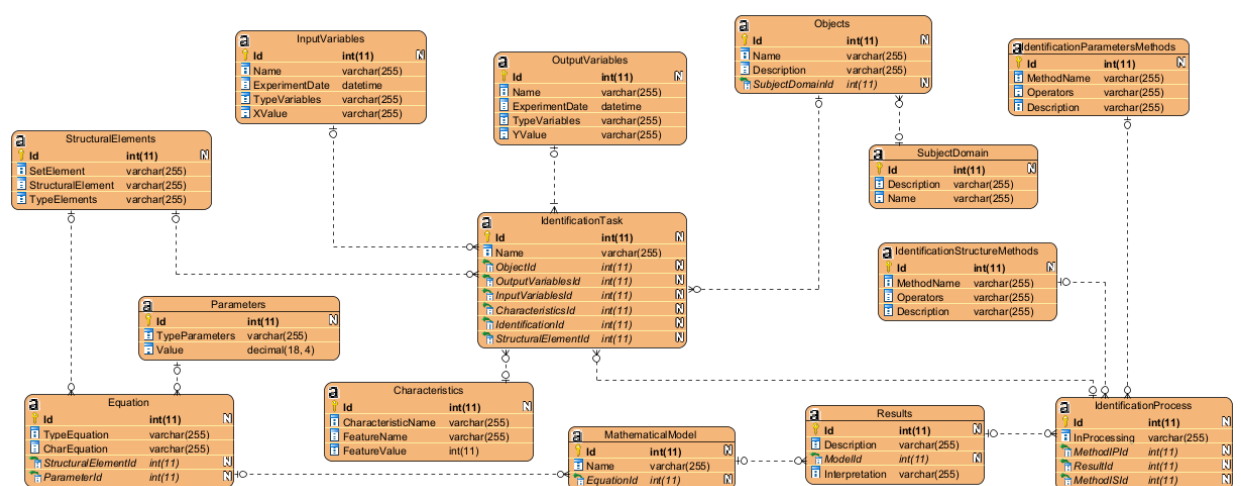 InputVariables
Id int(11) N
Name varchar(255)
ExperimentDate datetime
TypeVariables varchar(255)
XValue varchar(255)
OutputVariables
Id int(11) N
Name varchar(255)
ExperimentDate datetime
TypeVariables varchar(255)
YValue varchar(255)
Objects
Id int(11) N
Name varchar(255)
Description varchar(255)
SubjectDomainId int(11) N
IdentificationParametersMethods
Id int(11) N
MethodName varchar(255)
Operators varchar(255)
Description varchar(255)
StructuralElements
Id int(11) N
SetElement varchar(255)
StructuralElement varchar(255)
TypeElements varchar(255)
SubjectDomain
Id int(11) N
Description varchar(255)
Name varchar(255)
IdentificationTask
Id int(11) N
Name varchar(255)
ObjectId int(11) N
OutputVariablesId int(11) N
InputVariablesId int(11) N
CharacteristicsId int(11) N
IdentificationId int(11) N
StructuralElementId int(11) N
IdentificationStructureMethods
Id int(11) N
MethodName varchar(255)
Operators varchar(255)
Description varchar(255)
Parameters
Id int(11) N
TypeParameters varchar(255)
Value decimal(18, 4)
Characteristics
Id int(11) N
CharacteristicName varchar(255)
FeatureName varchar(255)
FeatureValue int(11)
Equation
Id int(11) N
TypeEquation varchar(255)
CharEquation varchar(255)
StructuralElementId int(11) N
ParameterId int(11) N
MathematicalModel
Id int(11) N
Name varchar(255)
EquationId int(11) N
Results
Id int(11) N
Description varchar(255)
ModelId int(11) N
Interpretation varchar(255)
IdentificationProcess
Id int(11) N
InProcessing varchar(255)
MethodIPId int(11) N
ResultId int(11) N
MethodISId int(11) N